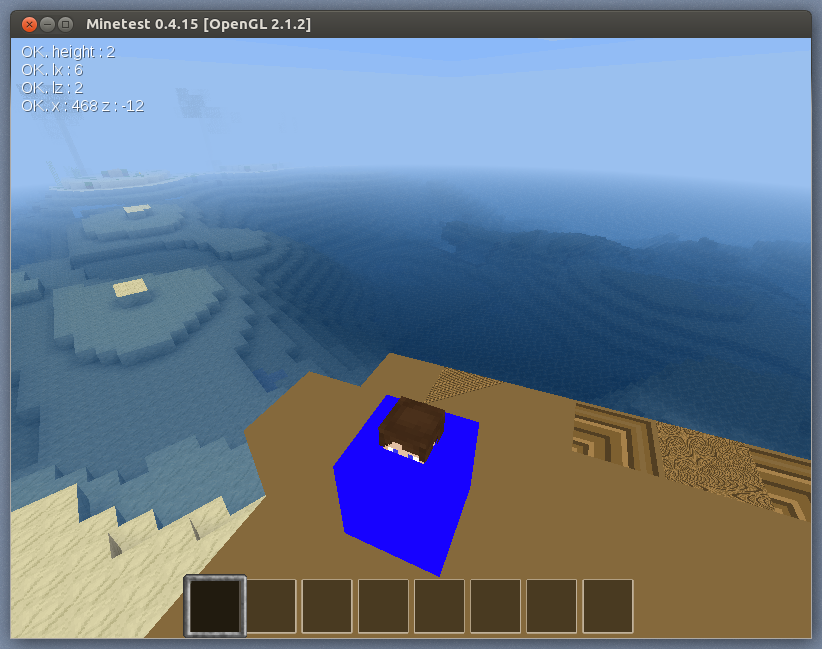 Minetest 0.4.15 [OpenGL 2.1.2]
OK. height : 2
OK. lx : 6
OK. lz : 2
OK. x : 468 z : -12